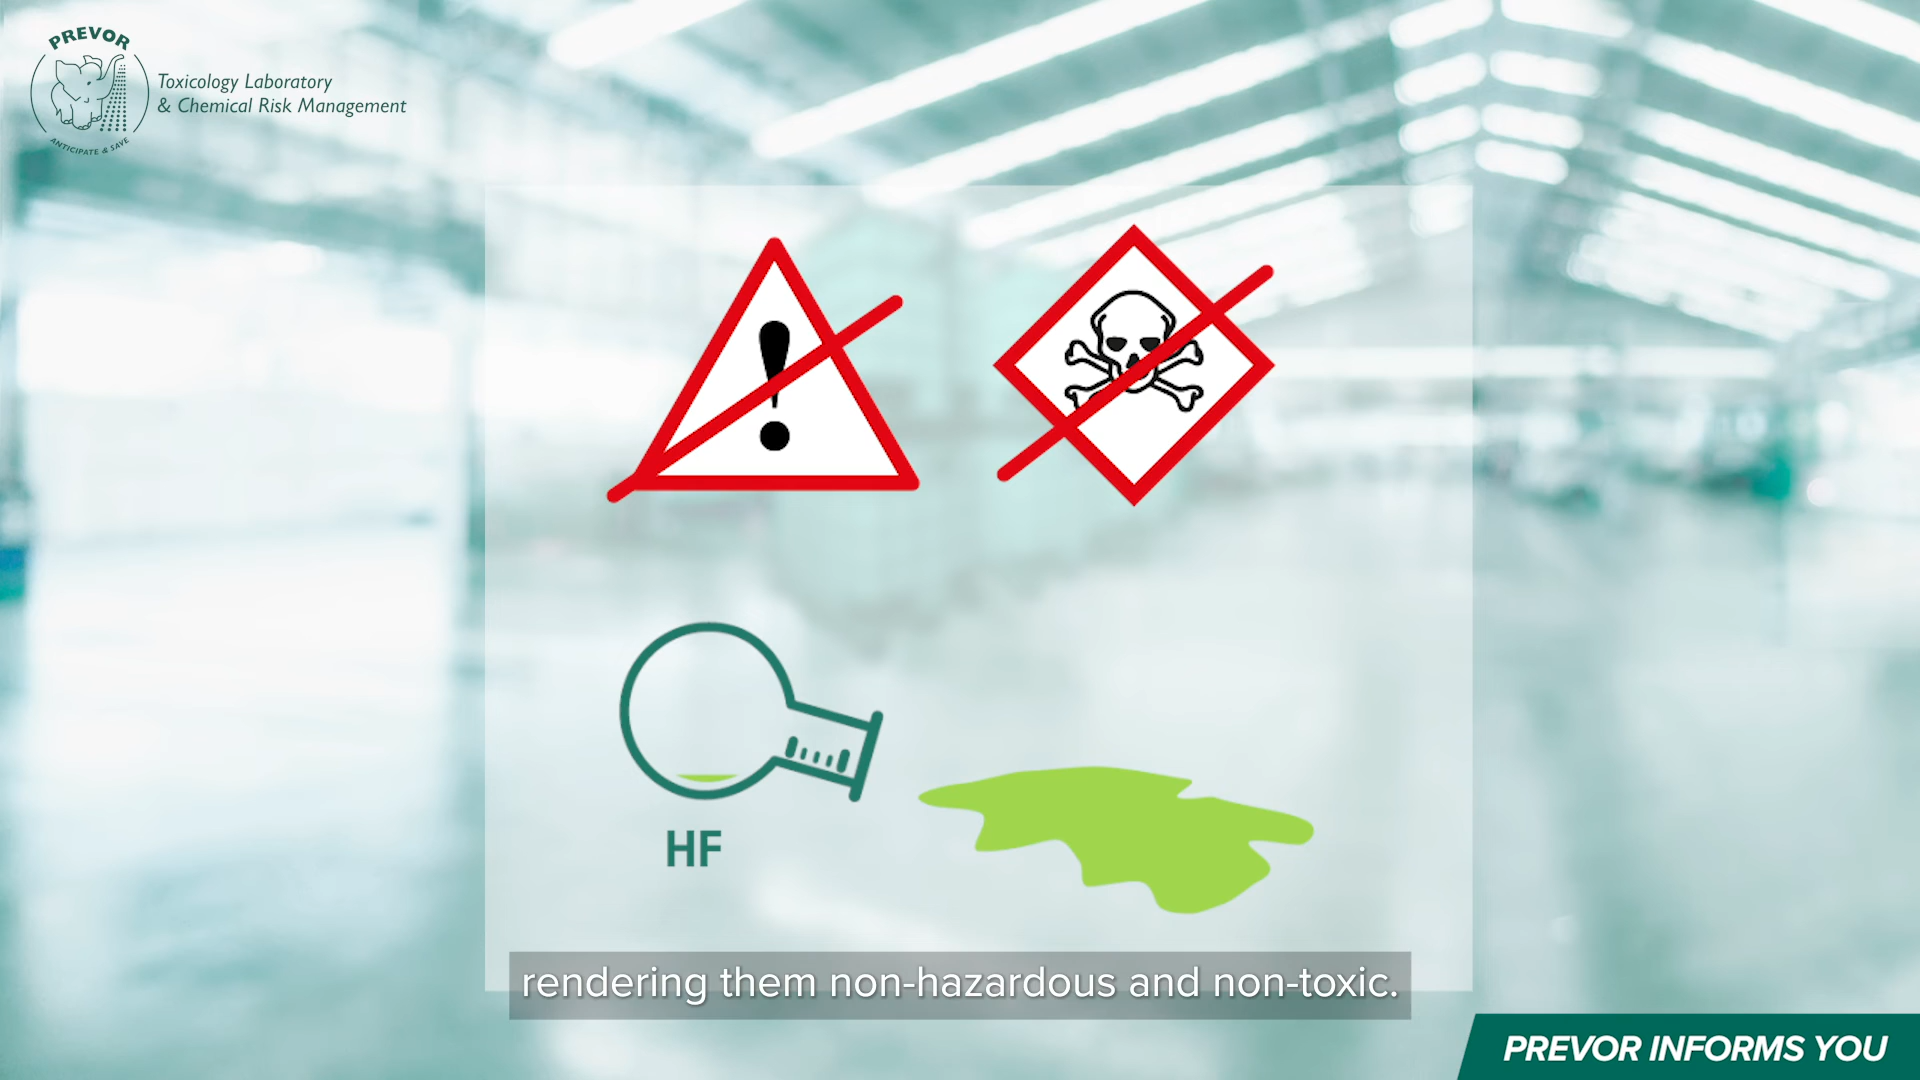 PREVOR
Toxicology Laboratory
& Chemical Risk Management
ANTICIPATE & SAVE
HF
rendering them non-hazardous and non-toxic.
PREVOR INFORMS YOU